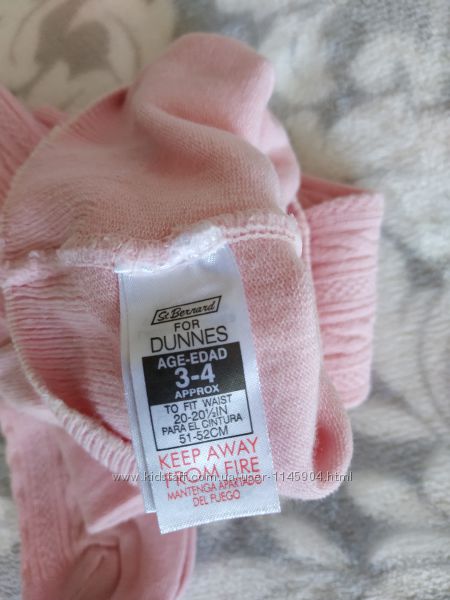 St Bernard
FOR
DUNNES
AGE-EDAD
3-4
APPROX
TO FIT WAIST
20-20½IN
PARA EL CINTURA
51-52CM
KEEP AWAY
FROM FIRE
MANTENGA APARTADO
DEL FUEGO
www.kidstaff.com.ua-user-1145904.html